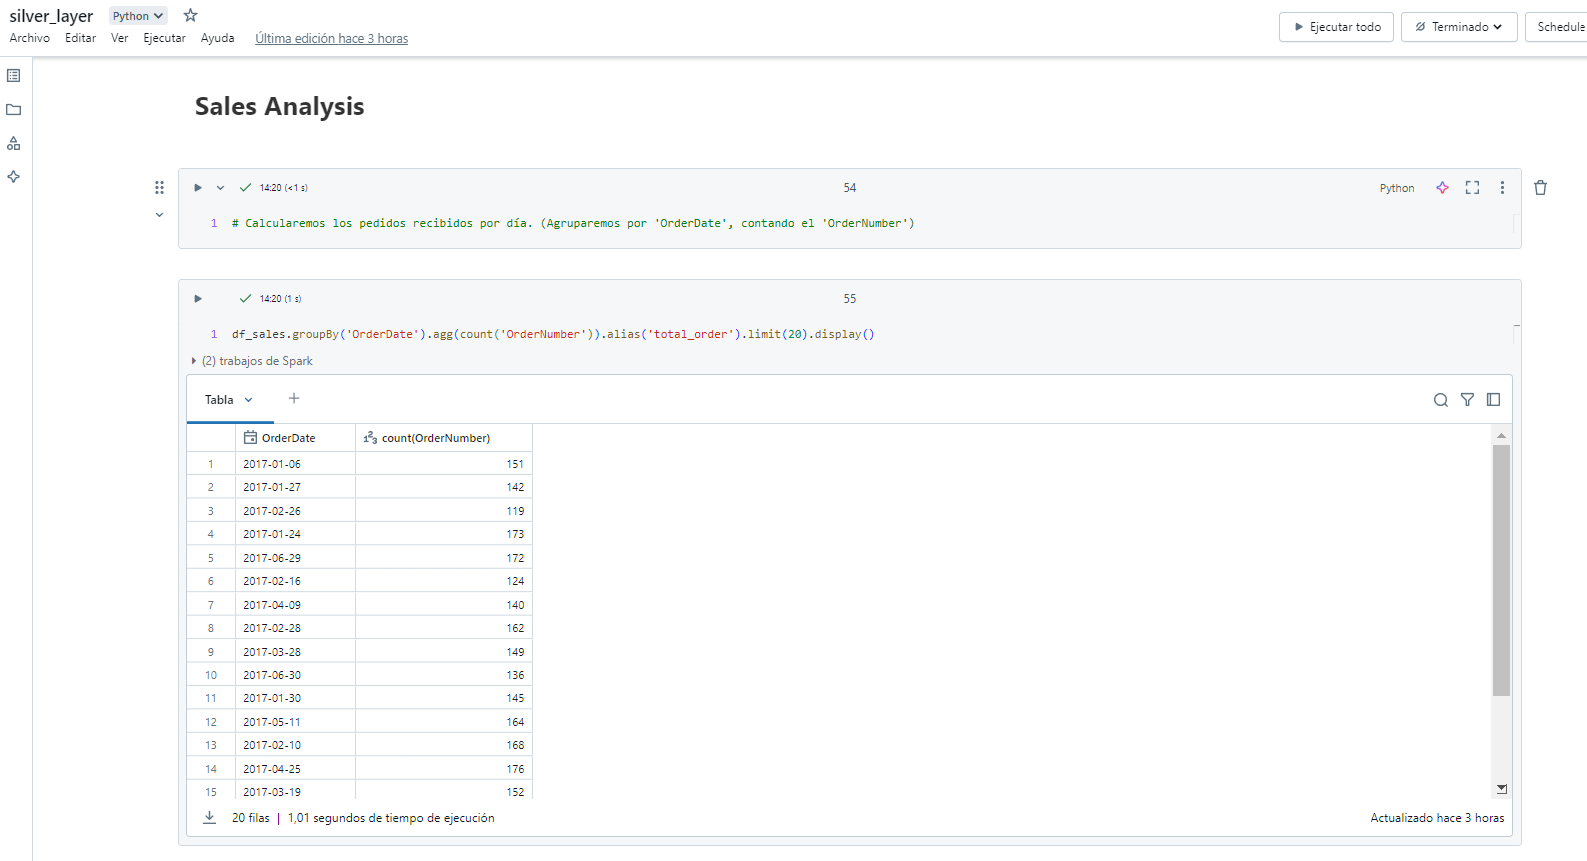 silver_layer Python
Archivo Editar Ver Ejecutar Ayuda Última edición hace 3 horas
Ejecutar todo Terminado Schedule
Sales Analysis
14:20 (<1 s) 54 Python
1 # Calcularemos los pedidos recibidos por día. (Agruparemos por 'OrderDate', contando el 'OrderNumber')
14:20 (1 s) 55
1 df_sales.groupBy('OrderDate').agg(count('OrderNumber')).alias('total_order').limit(20).display()
(2) trabajos de Spark
Tabla
OrderDate 123 count(OrderNumber)
1 2017-01-06 151
2 2017-01-27 142
3 2017-02-26 119
4 2017-01-24 173
5 2017-06-29 172
6 2017-02-16 124
7 2017-04-09 140
8 2017-02-28 162
9 2017-03-28 149
10 2017-06-30 136
11 2017-01-30 145
12 2017-05-11 164
13 2017-02-10 168
14 2017-04-25 176
15 2017-03-19 152
20 filas | 1,01 segundos de tiempo de ejecución Actualizado hace 3 horas